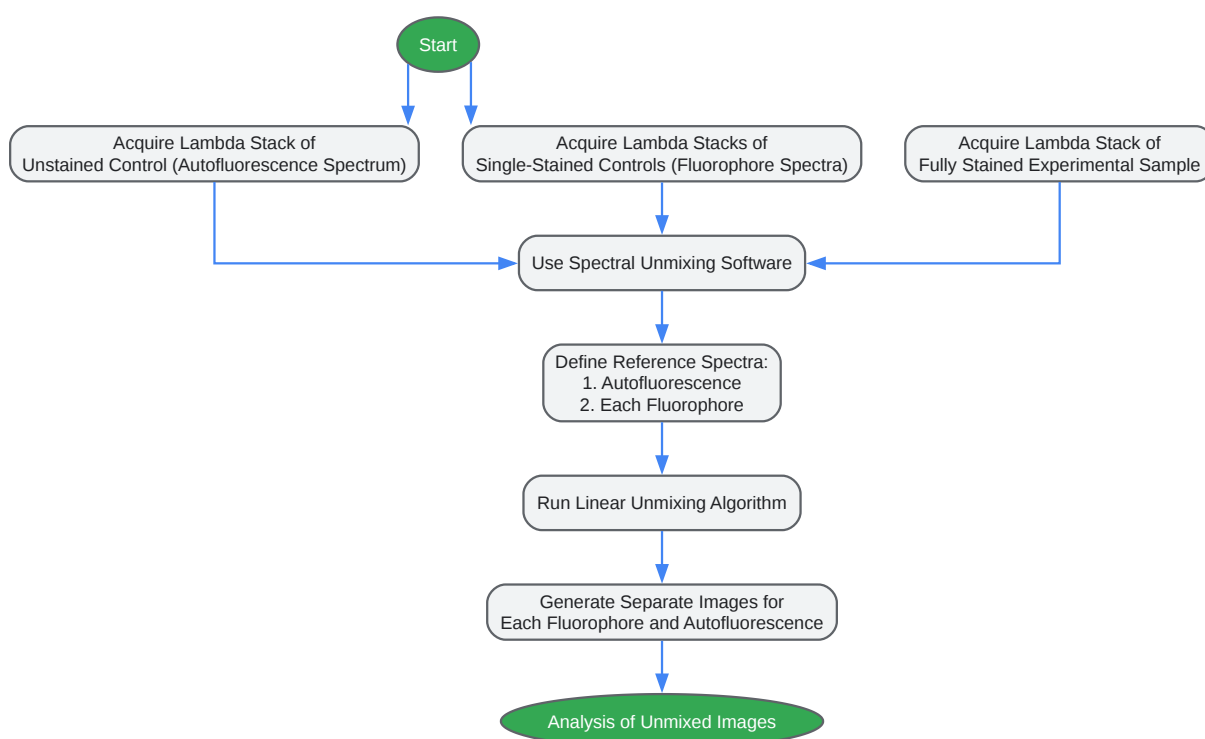 Start
Acquire Lambda Stack of
Unstained Control (Autofluorescence Spectrum)
Acquire Lambda Stacks of
Single-Stained Controls (Fluorophore Spectra)
Acquire Lambda Stack of
Fully Stained Experimental Sample
Use Spectral Unmixing Software
Define Reference Spectra:
1. Autofluorescence
2. Each Fluorophore
Run Linear Unmixing Algorithm
Generate Separate Images for
Each Fluorophore and Autofluorescence
Analysis of Unmixed Images